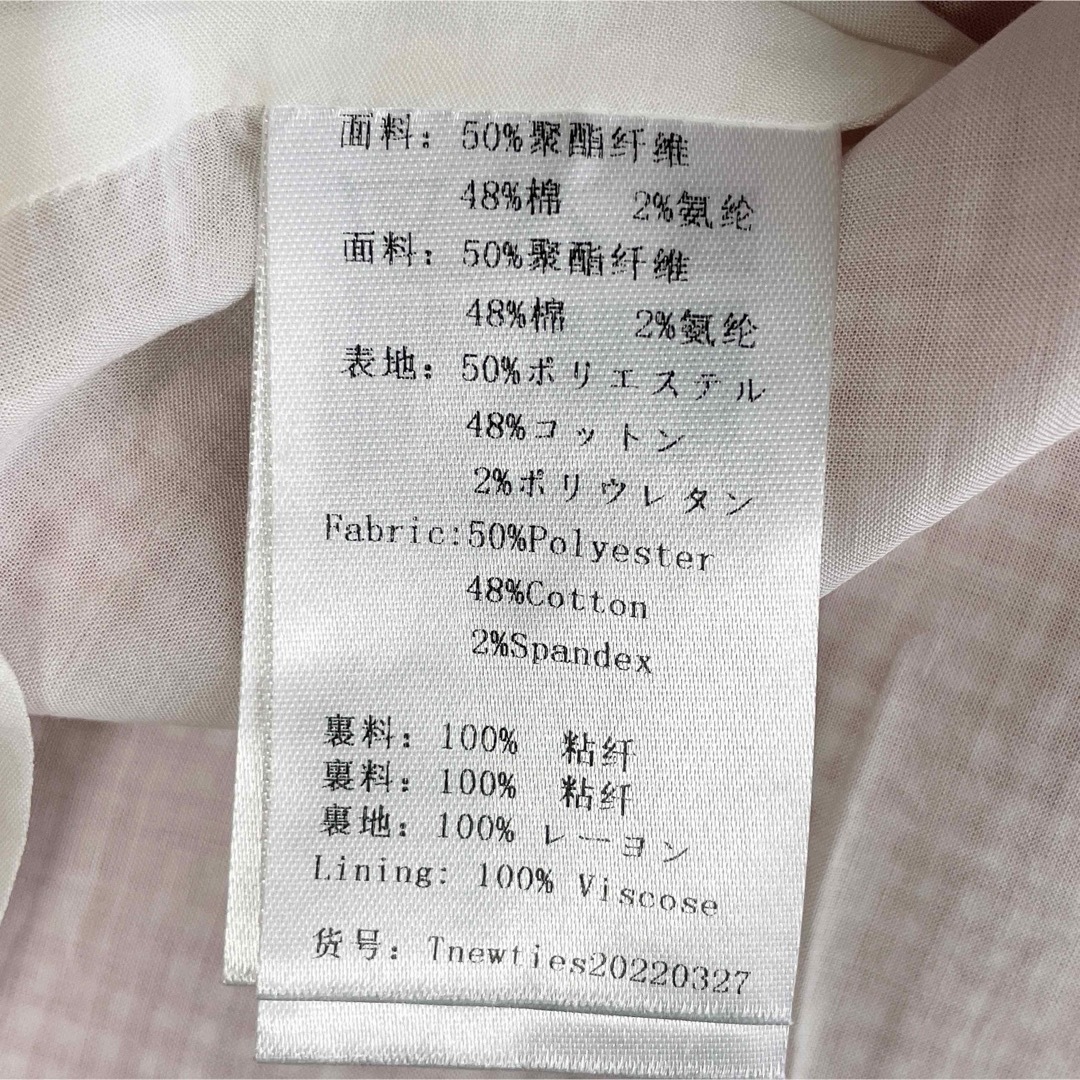 面料: 50%聚酯纤维
48%棉 2%氨纶
面料: 50%聚酯纤维
48%棉 2%氨纶
表地: 50%ポリエステル
48%コットン
2%ポリウレタン
Fabric:50%Polyester
48%Cotton
2%Spandex
裏料: 100% 粘纤
裏料: 100% 粘纤
裏地: 100% レーヨン
Lining: 100% Viscose
货号: Tnewties20220327